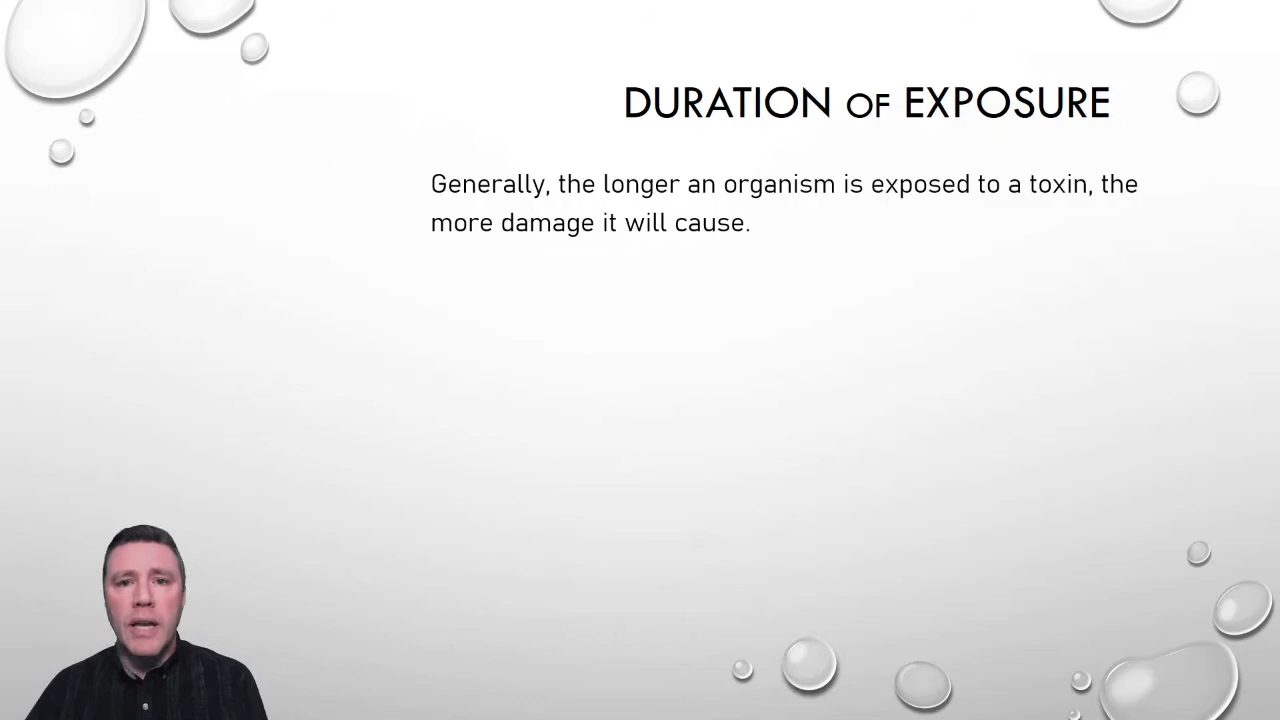 DURATION OF EXPOSURE
Generally, the longer an organism is exposed to a toxin, the
more damage it will cause.